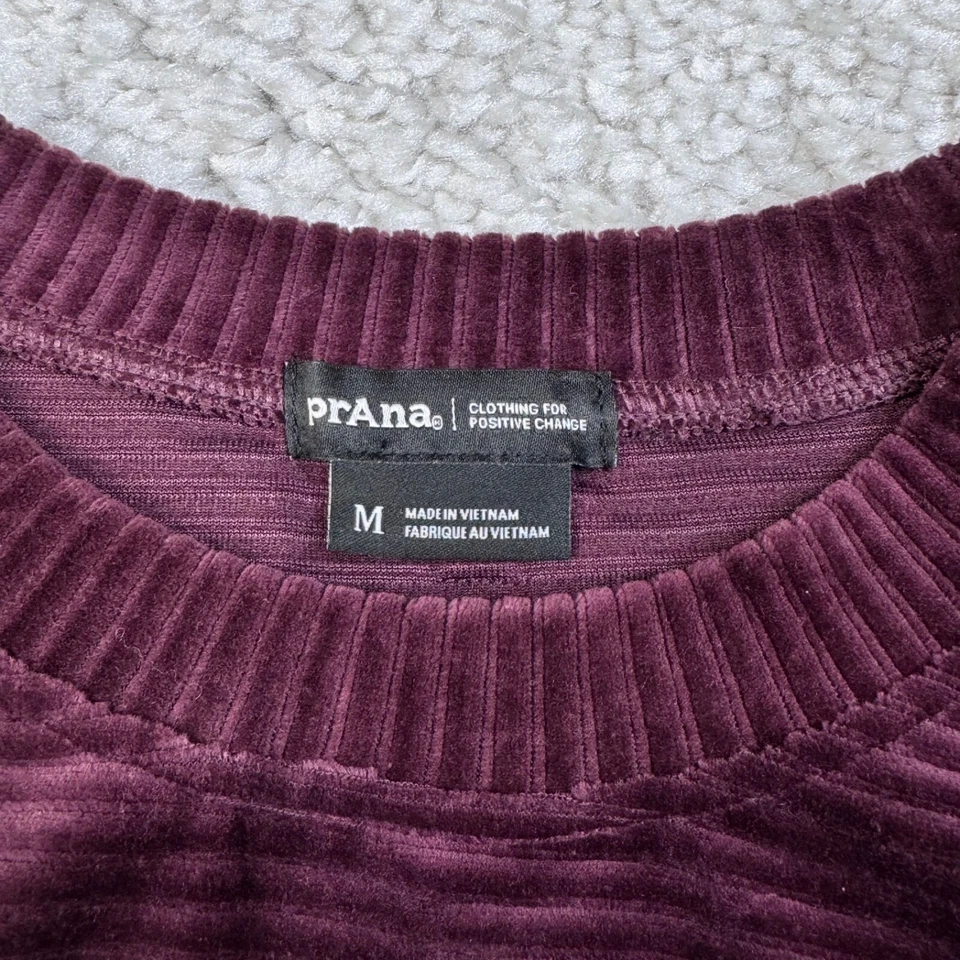 prAna® | CLOTHING FOR
POSITIVE CHANGE
M
MADE IN VIETNAM
FABRIQUE AU VIETNAM